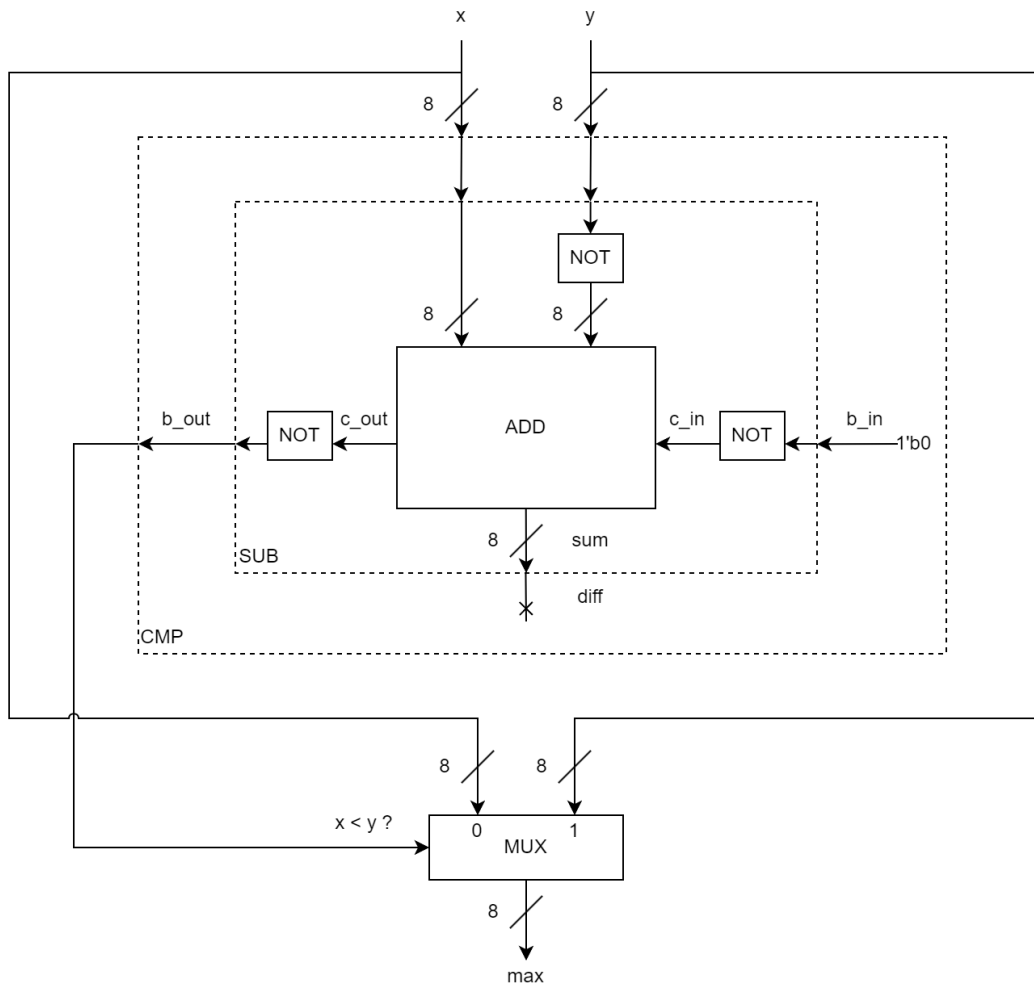 x y
8 8
NOT
8 8
b_out NOT c_out ADD c_in NOT b_in 1'b0
8 sum
SUB
diff
CMP
8 8
x < y ?
0 1
MUX
8
max